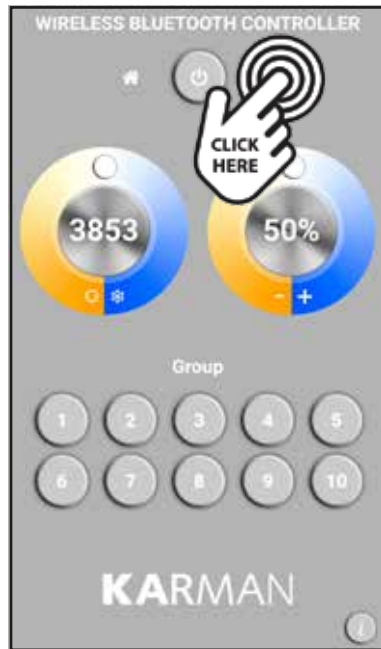 WIRELESS BLUETOOTH CONTROLLER
CLICK
HERE
3853 50%
- +
Group
1 2 3 4 5
6 7 8 9 10
KARMAN
i